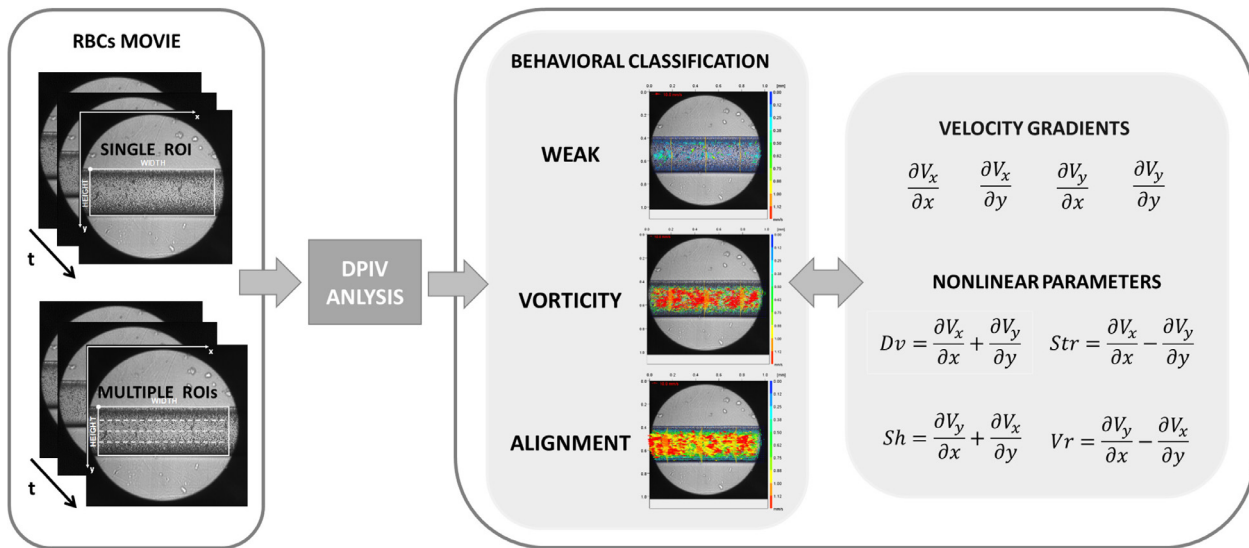 RBCs MOVIE
x
SINGLE ROI
WIDTH
HEIGHT
y
t
x
MULTIPLE ROIs
WIDTH
HEIGHT
y
t
DPIV
ANLYSIS
BEHAVIORAL CLASSIFICATION
WEAK
VORTICITY
ALIGNMENT
VELOCITY GRADIENTS
∂Vx/∂x ∂Vx/∂y ∂Vy/∂x ∂Vy/∂y
NONLINEAR PARAMETERS
Dv = ∂Vx/∂x + ∂Vy/∂y Str = ∂Vx/∂x − ∂Vy/∂y
Sh = ∂Vy/∂x + ∂Vx/∂y Vr = ∂Vy/∂x − ∂Vx/∂y